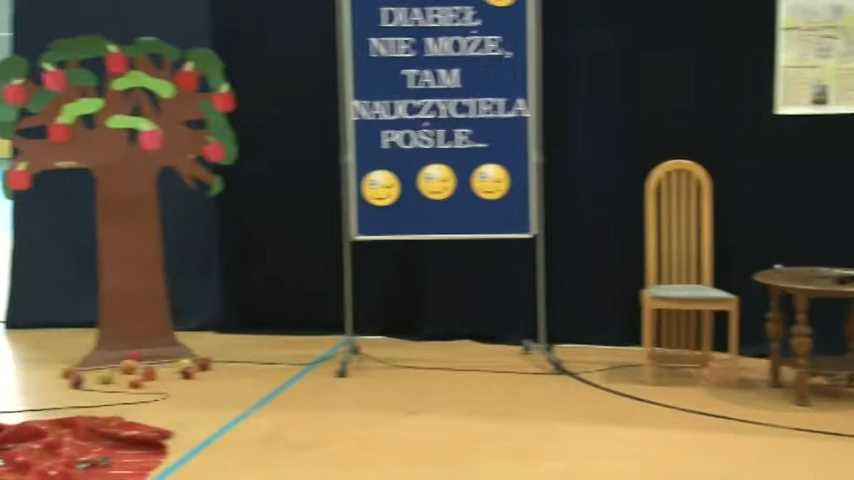 DIABEŁ
NIE MOŻE,
TAM
NAUCZYCIELA
POŚLE...